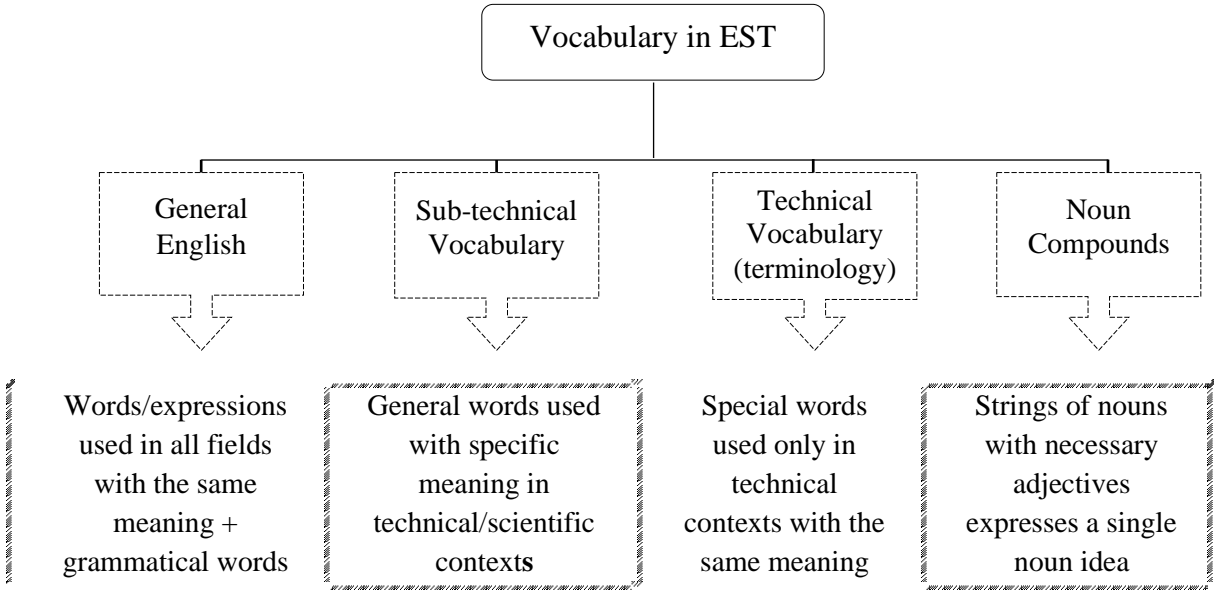 Vocabulary in EST
General
English
Sub-technical
Vocabulary
Technical
Vocabulary
(terminology)
Noun
Compounds
Words/expressions
used in all fields
with the same
meaning +
grammatical words
General words used
with specific
meaning in
technical/scientific
contexts
Special words
used only in
technical
contexts with the
same meaning
Strings of nouns
with necessary
adjectives
expresses a single
noun idea